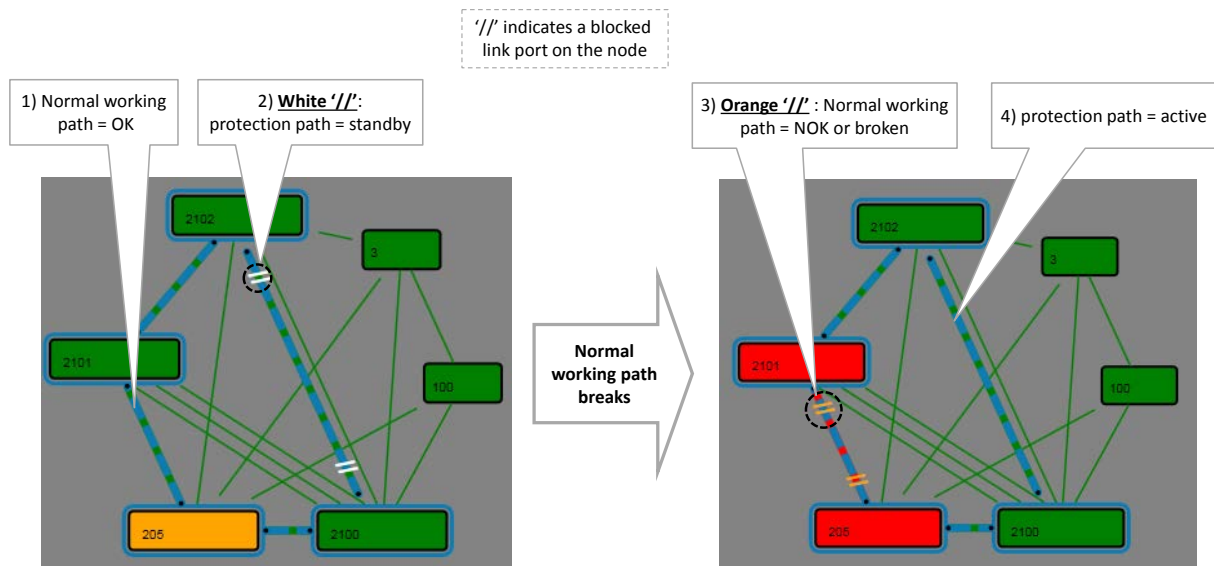 ‘//’ indicates a blocked
link port on the node
1) Normal working
path = OK
2) White ‘//’:
protection path = standby
3) Orange ‘//’ : Normal working
path = NOK or broken
4) protection path = active
2102
3
2101
100
205
2100
Normal
working path
breaks
2102
3
2101
100
205
2100